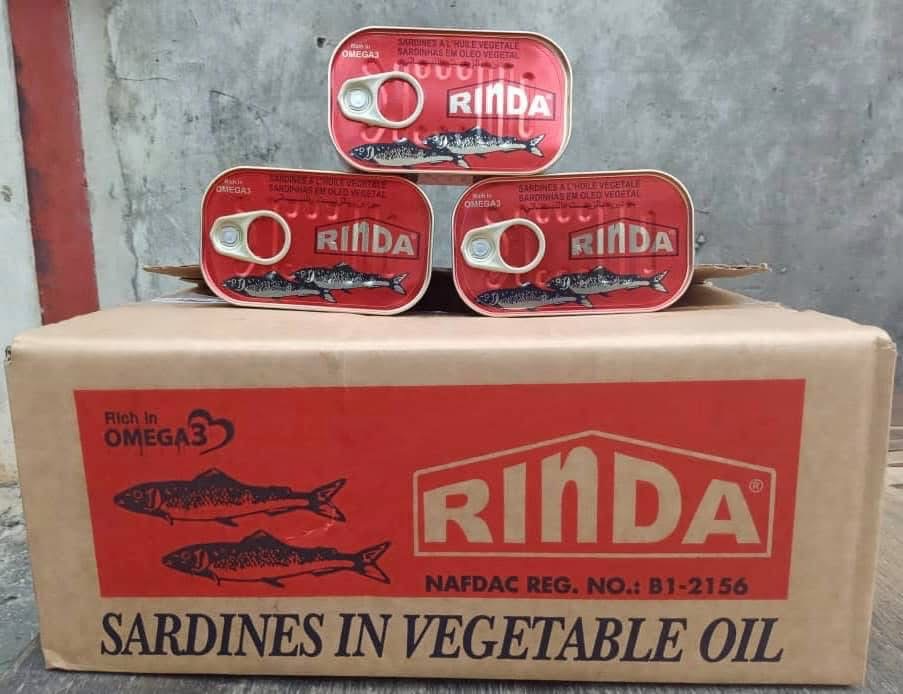 Rich in
OMEGA3
SARDINES A L'HUILE VEGETALE
SARDINHAS EM OLEO VEGETAL
RINDA
Rich in
OMEGA3
SARDINES A L'HUILE VEGETALE
SARDINHAS EM OLEO VEGETAL
RINDA
Rich in
OMEGA3
SARDINES A L'HUILE VEGETALE
SARDINHAS EM OLEO VEGETAL
RINDA
Rich in
OMEGA3
RINDA®
NAFDAC REG. NO.: B1-2156
SARDINES IN VEGETABLE OIL